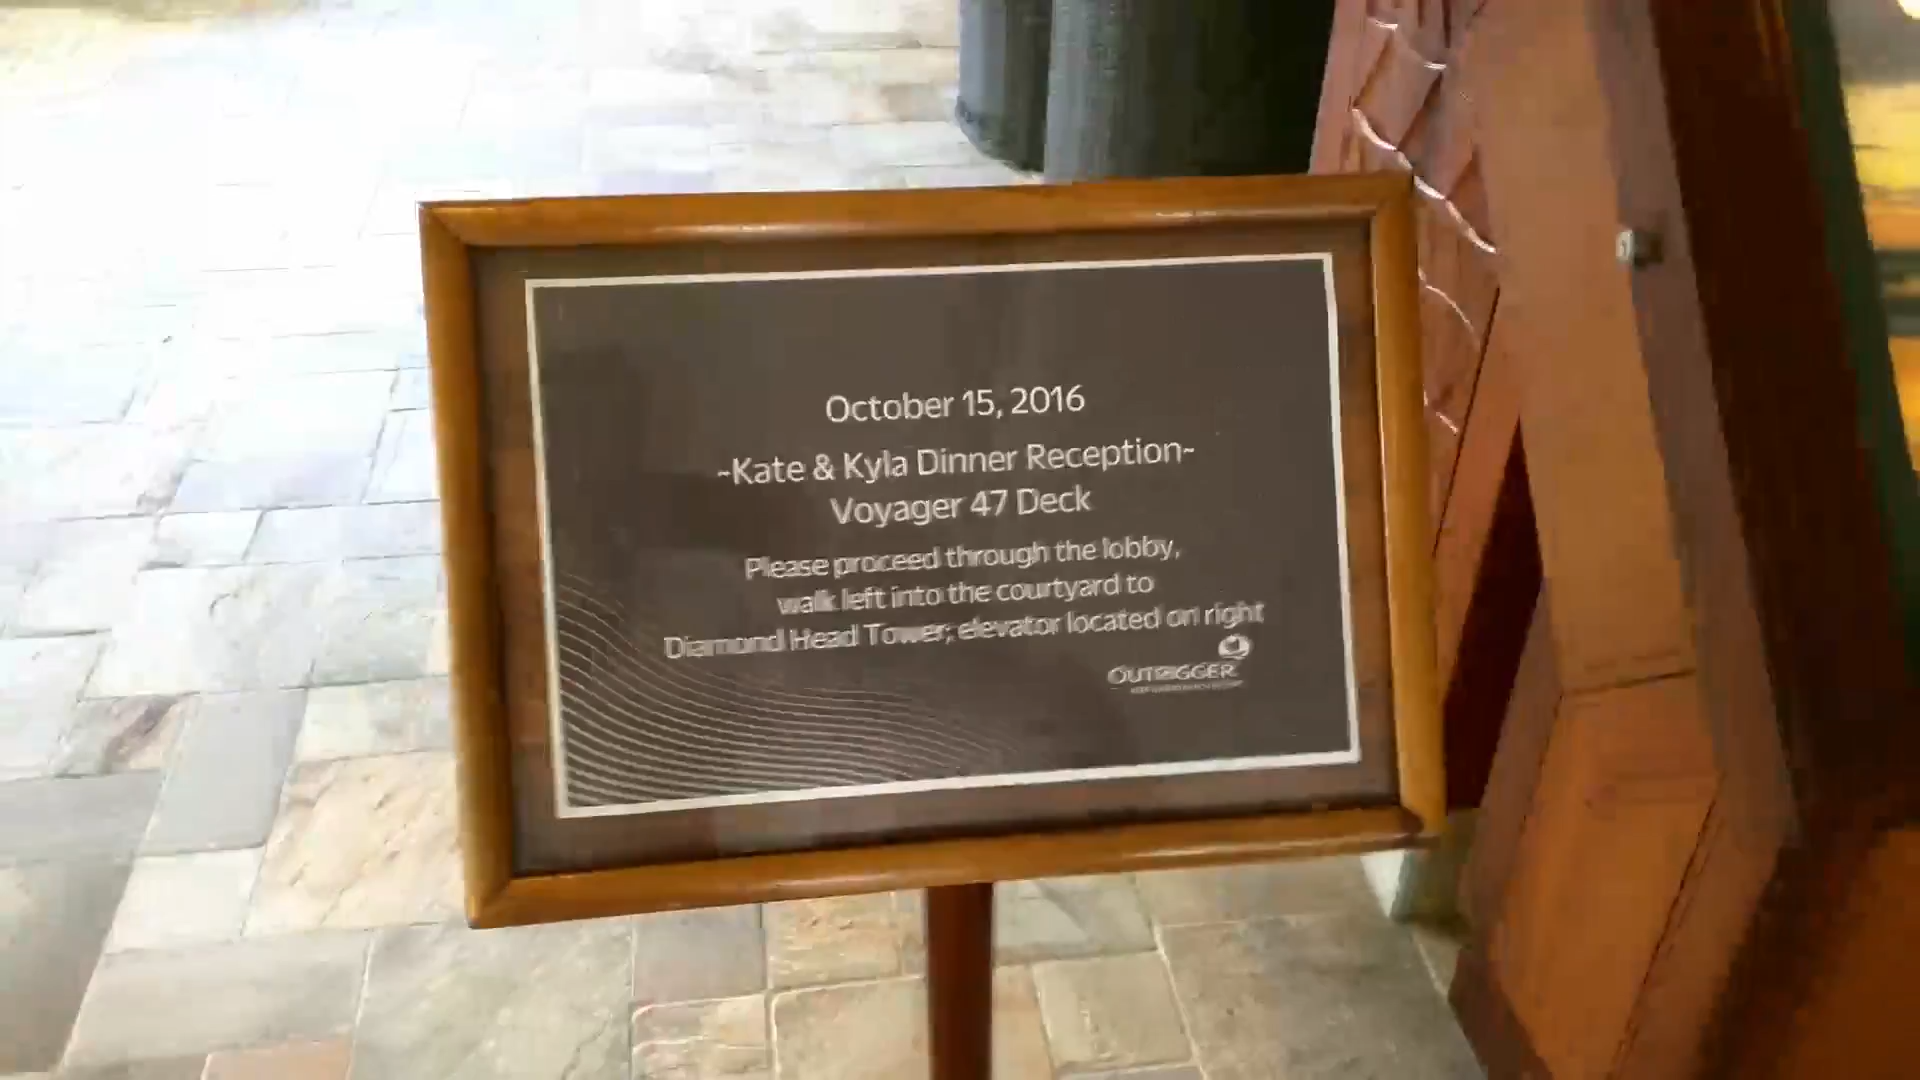 October 15, 2016
~Kate & Kyla Dinner Reception~
Voyager 47 Deck
Please proceed through the lobby,
walk left into the courtyard to
Diamond Head Tower; elevator located on right
OUTRIGGER